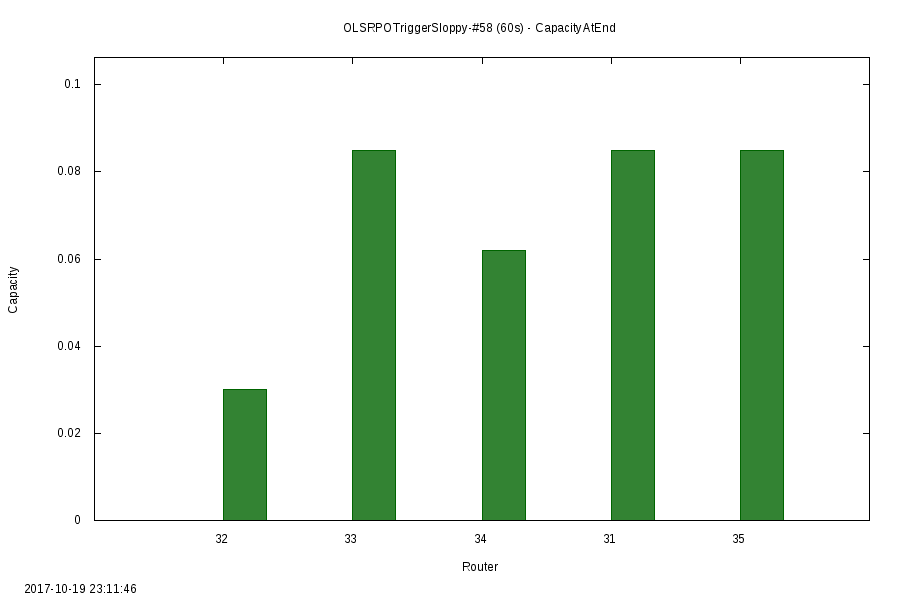 OLSRPOTriggerSloppy-#58 (60s) - CapacityAtEnd
0.1
0.08
0.06
0.04
0.02
0
Capacity
32 33 34 31 35
Router
2017-10-19 23:11:46